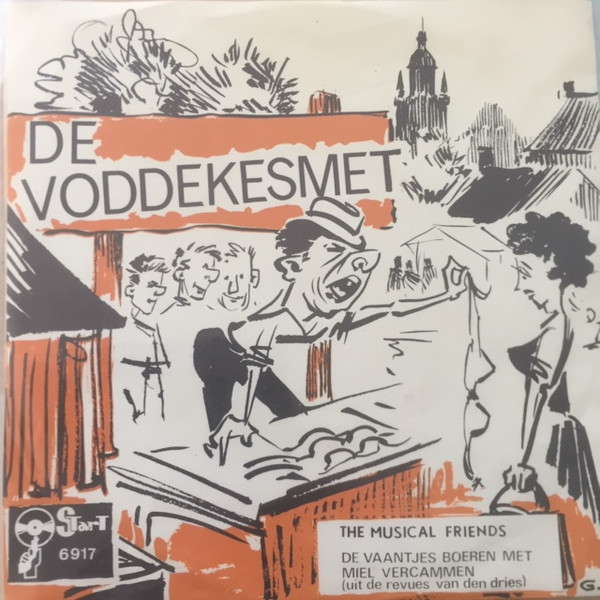 DE
VODDEKESMET
StarT
6917
THE MUSICAL FRIENDS
DE VAANTJES BOEREN MET
MIEL VERCAMMEN
(uit de revues van den dries)
G.